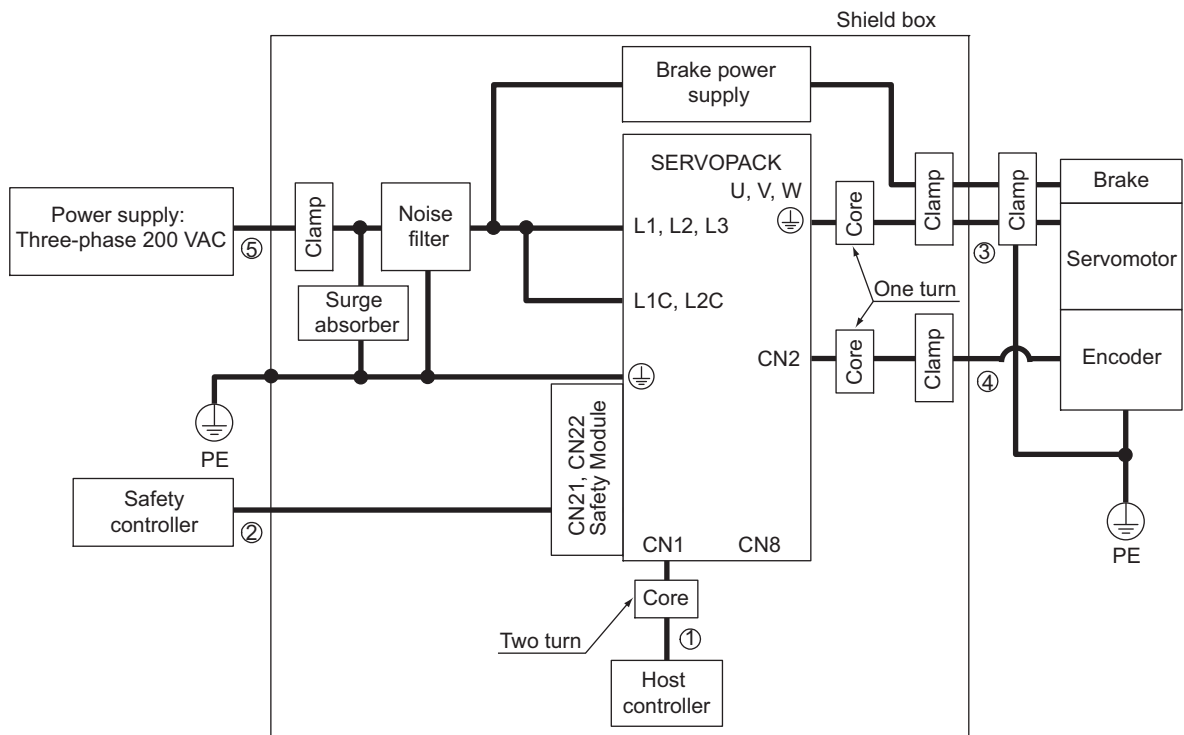 Shield box
Brake power
supply
SERVOPACK
U, V, W
Power supply:
Three-phase 200 VAC
⑤
Clamp
Noise
filter
L1, L2, L3
Core
Clamp
Clamp
③
Brake
Servomotor
Surge
absorber
L1C, L2C
One turn
CN2
Core
Clamp
④
Encoder
PE
CN21, CN22
Safety Module
Safety
controller
②
CN1
CN8
PE
Core
Two turn
①
Host
controller